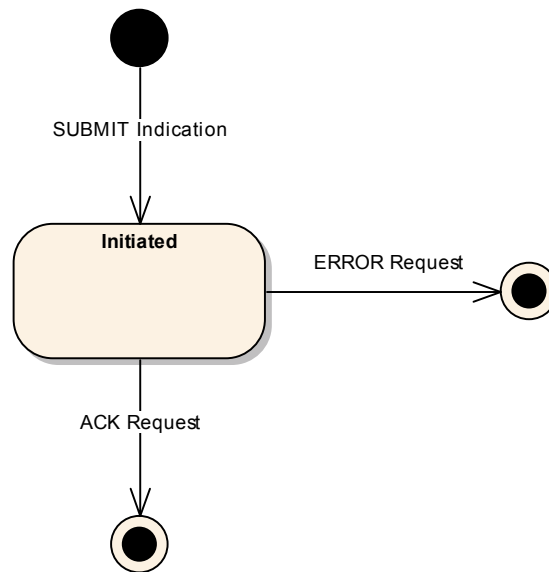 SUBMIT Indication
Initiated
ERROR Request
ACK Request